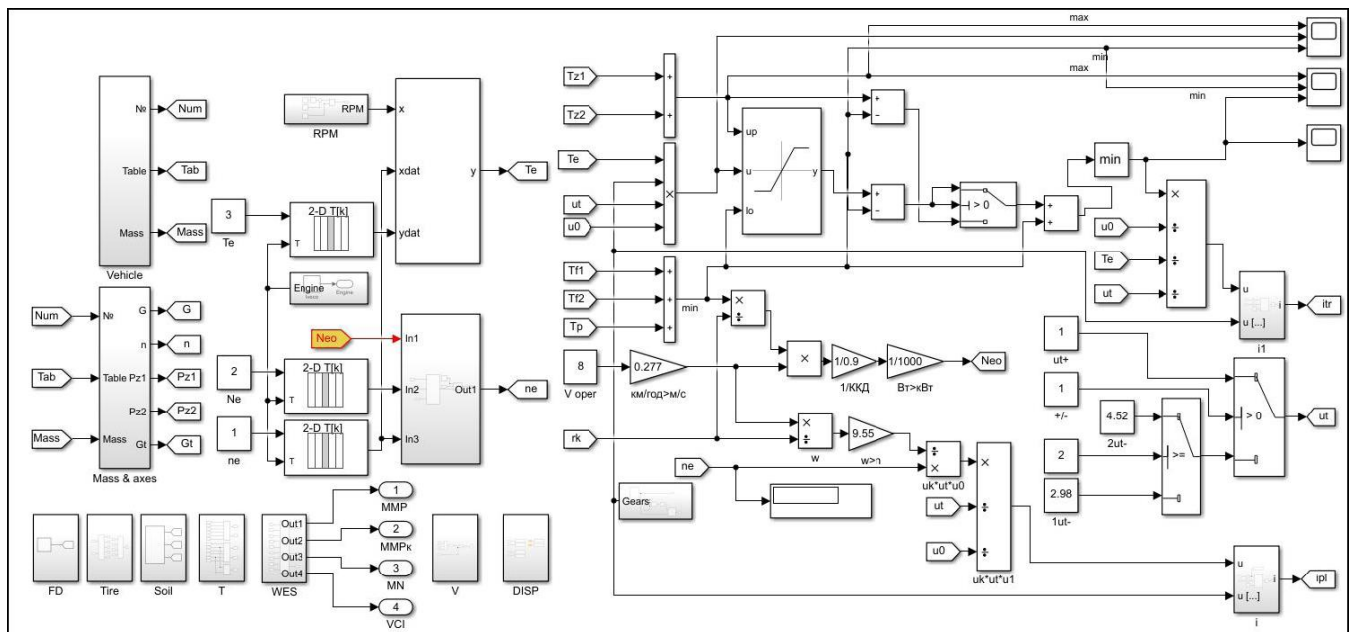 №
Num
Table
Tab
Mass
Mass
Vehicle
RPM
RPM
x
xdat
ydat
y
Te
3
Te
2-D T[k]
T
Engine
Engine
Num
№
G
G
n
n
Tab
Table
Pz1
Pz1
Pz2
Pz2
Mass
Mass
Gt
Gt
Mass & axes
Neo
In1
In2
In3
Out1
ne
2
Ne
2-D T[k]
T
1
ne
2-D T[k]
T
FD
Tire
Soil
T
Out1
Out2
Out3
Out4
WES
1
MMP
2
MMPк
3
MN
4
VCI
V
DISP
Tz1
Tz2
+
+
Te
ut
u0
×
Tf1
Tf2
Tp
+
+
+
min
up
u
lo
y
+
−
+
−
> 0
+
+
min
max
min
max
min
×
÷
÷
÷
u0
Te
ut
u
u [...]
i
i1
itr
8
V oper
0.277
км/год>м/с
×
÷
×
1/0.9
1/ККД
1/1000
Вт>кВт
Neo
rk
×
÷
w
9.55
w>n
÷
×
uk*ut*u0
ne
Gears
ut
u0
×
÷
÷
uk*ut*u1
1
ut+
1
+/-
4.52
2ut-
2
2.98
1ut-
>=
> 0
ut
u
u [...]
i
i
ipl